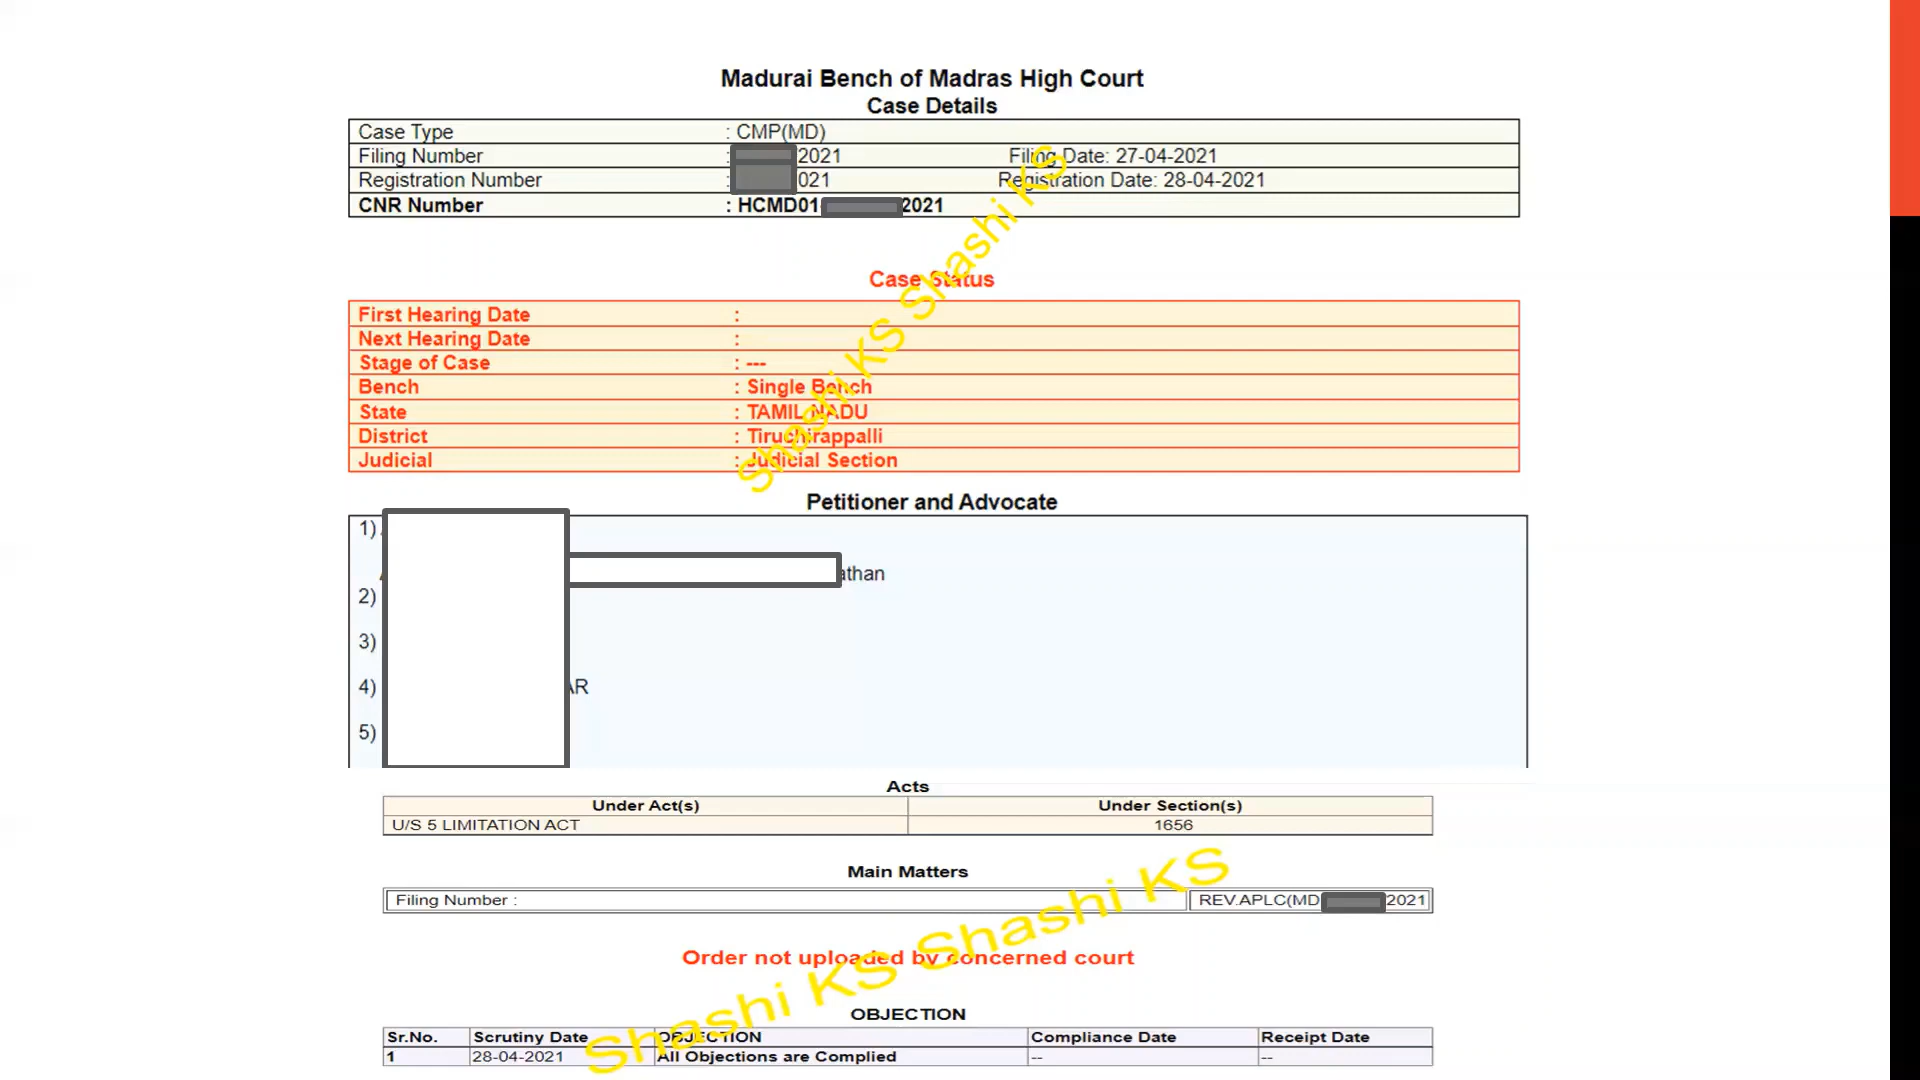 Madurai Bench of Madras High Court
Case Details
Case Type : CMP(MD)
Filing Number : 2021 Filing Date: 27-04-2021
Registration Number : 021 Registration Date: 28-04-2021
CNR Number : HCMD01 2021
Case Status
First Hearing Date :
Next Hearing Date :
Stage of Case : ---
Bench : Single Bench
State : TAMIL NADU
District : Tiruchirappalli
Judicial : Judicial Section
Shashi KS Shashi KS
Petitioner and Advocate
1)
athan
2)
3)
4) AR
5)
Acts
Under Act(s) Under Section(s)
U/S 5 LIMITATION ACT 1656
Main Matters
Filing Number : REV.APLC(MD 2021
Order not uploaded by concerned court
Shashi KS Shashi KS
OBJECTION
Sr.No. Scrutiny Date OBJECTION Compliance Date Receipt Date
1 28-04-2021 All Objections are Complied -- --